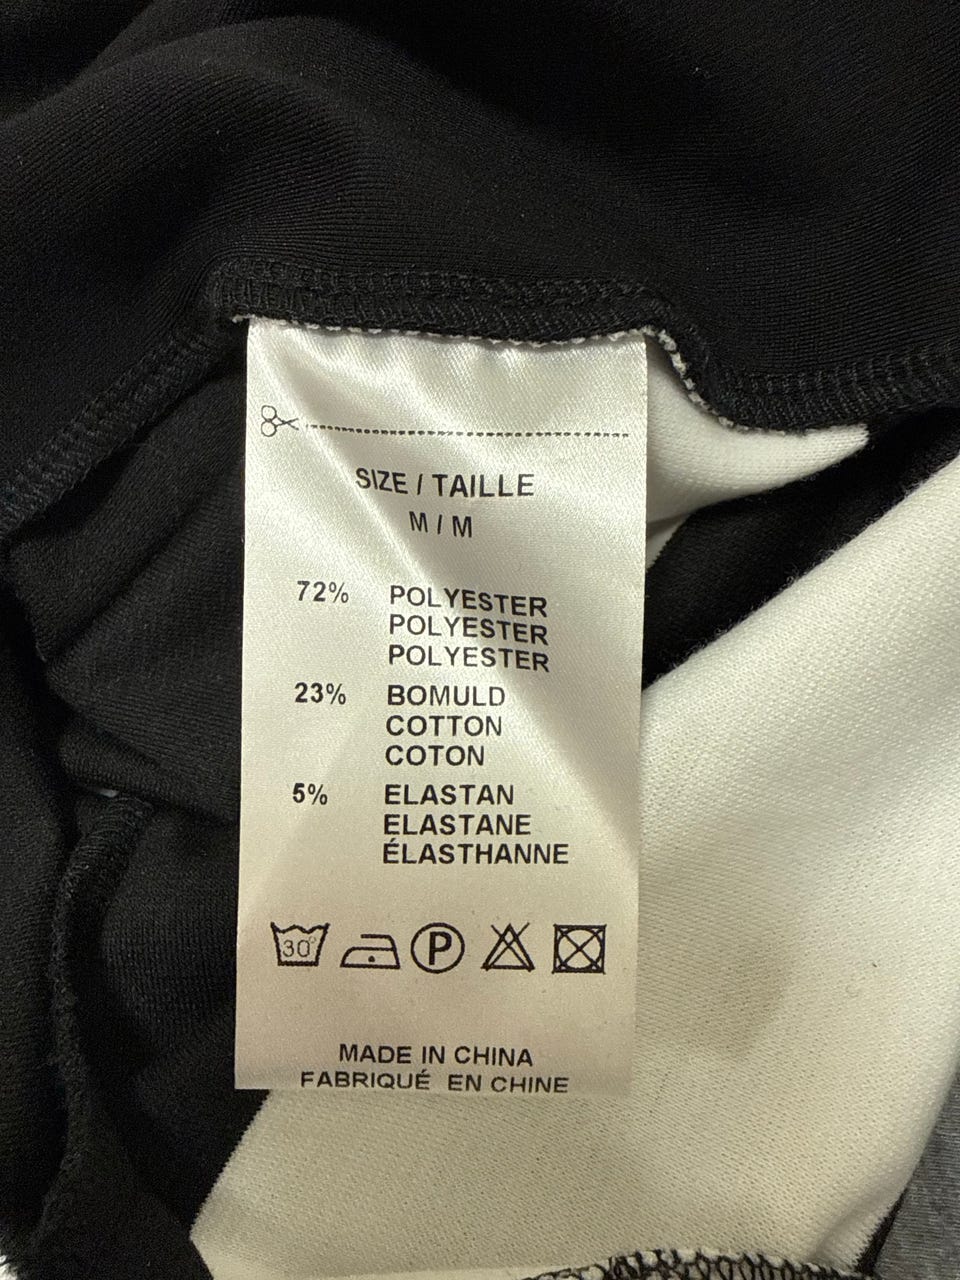 SIZE / TAILLE
M / M
72% POLYESTER
POLYESTER
POLYESTER
23% BOMULD
COTTON
COTON
5% ELASTAN
ELASTANE
ÉLASTHANNE
30° P
MADE IN CHINA
FABRIQUÉ EN CHINE